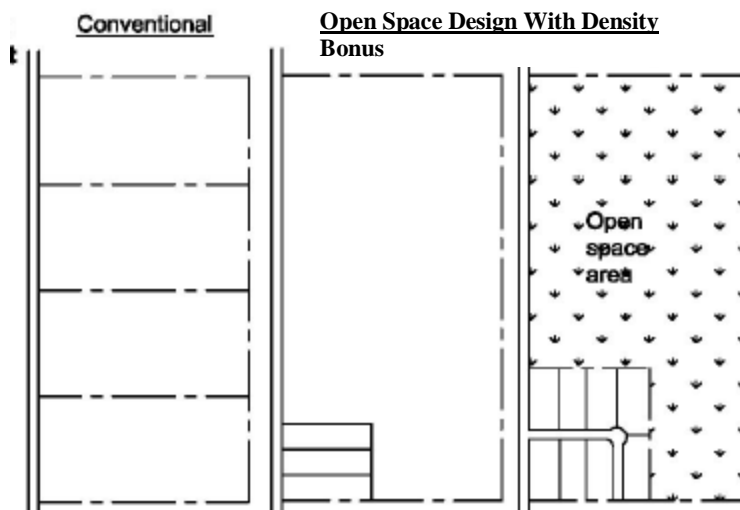 Conventional
Open Space Design With Density
Bonus
Open
space
area